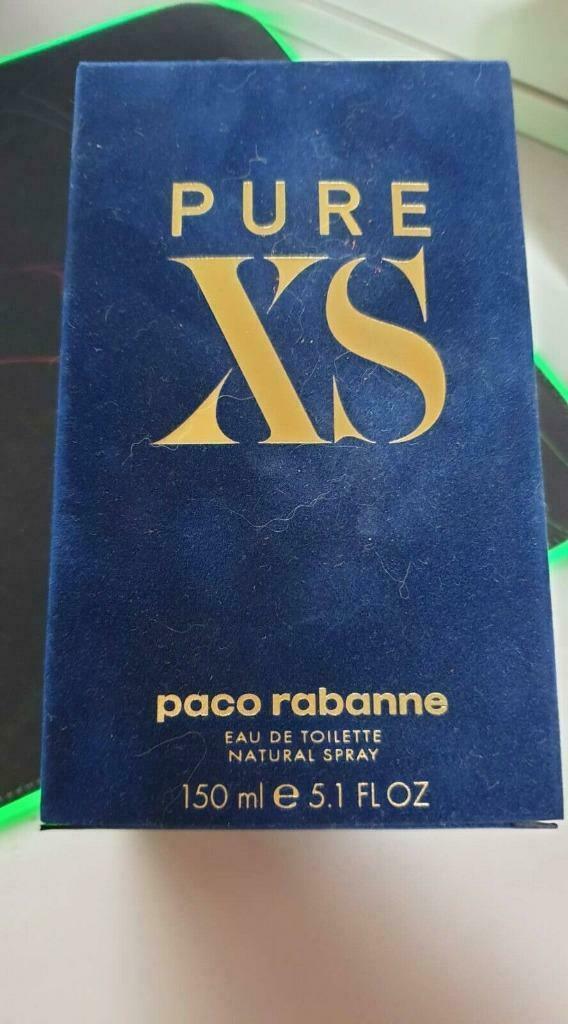 PURE
XS
paco rabanne
EAU DE TOILETTE
NATURAL SPRAY
150 ml e 5.1 FL OZ